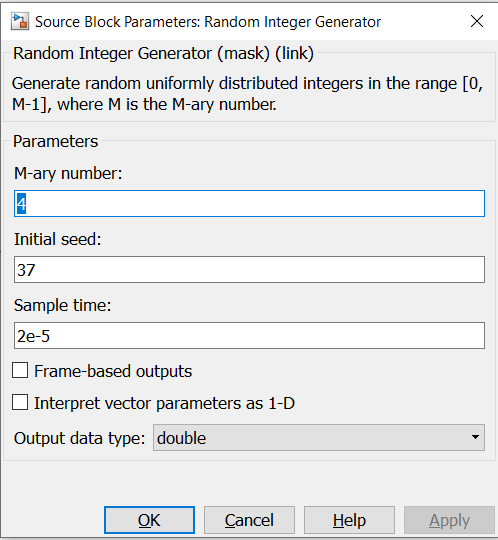 Source Block Parameters: Random Integer Generator
Random Integer Generator (mask) (link)
Generate random uniformly distributed integers in the range [0,
M-1], where M is the M-ary number.
Parameters
M-ary number:
4
Initial seed:
37
Sample time:
2e-5
Frame-based outputs
Interpret vector parameters as 1-D
Output data type: double
OK Cancel Help Apply